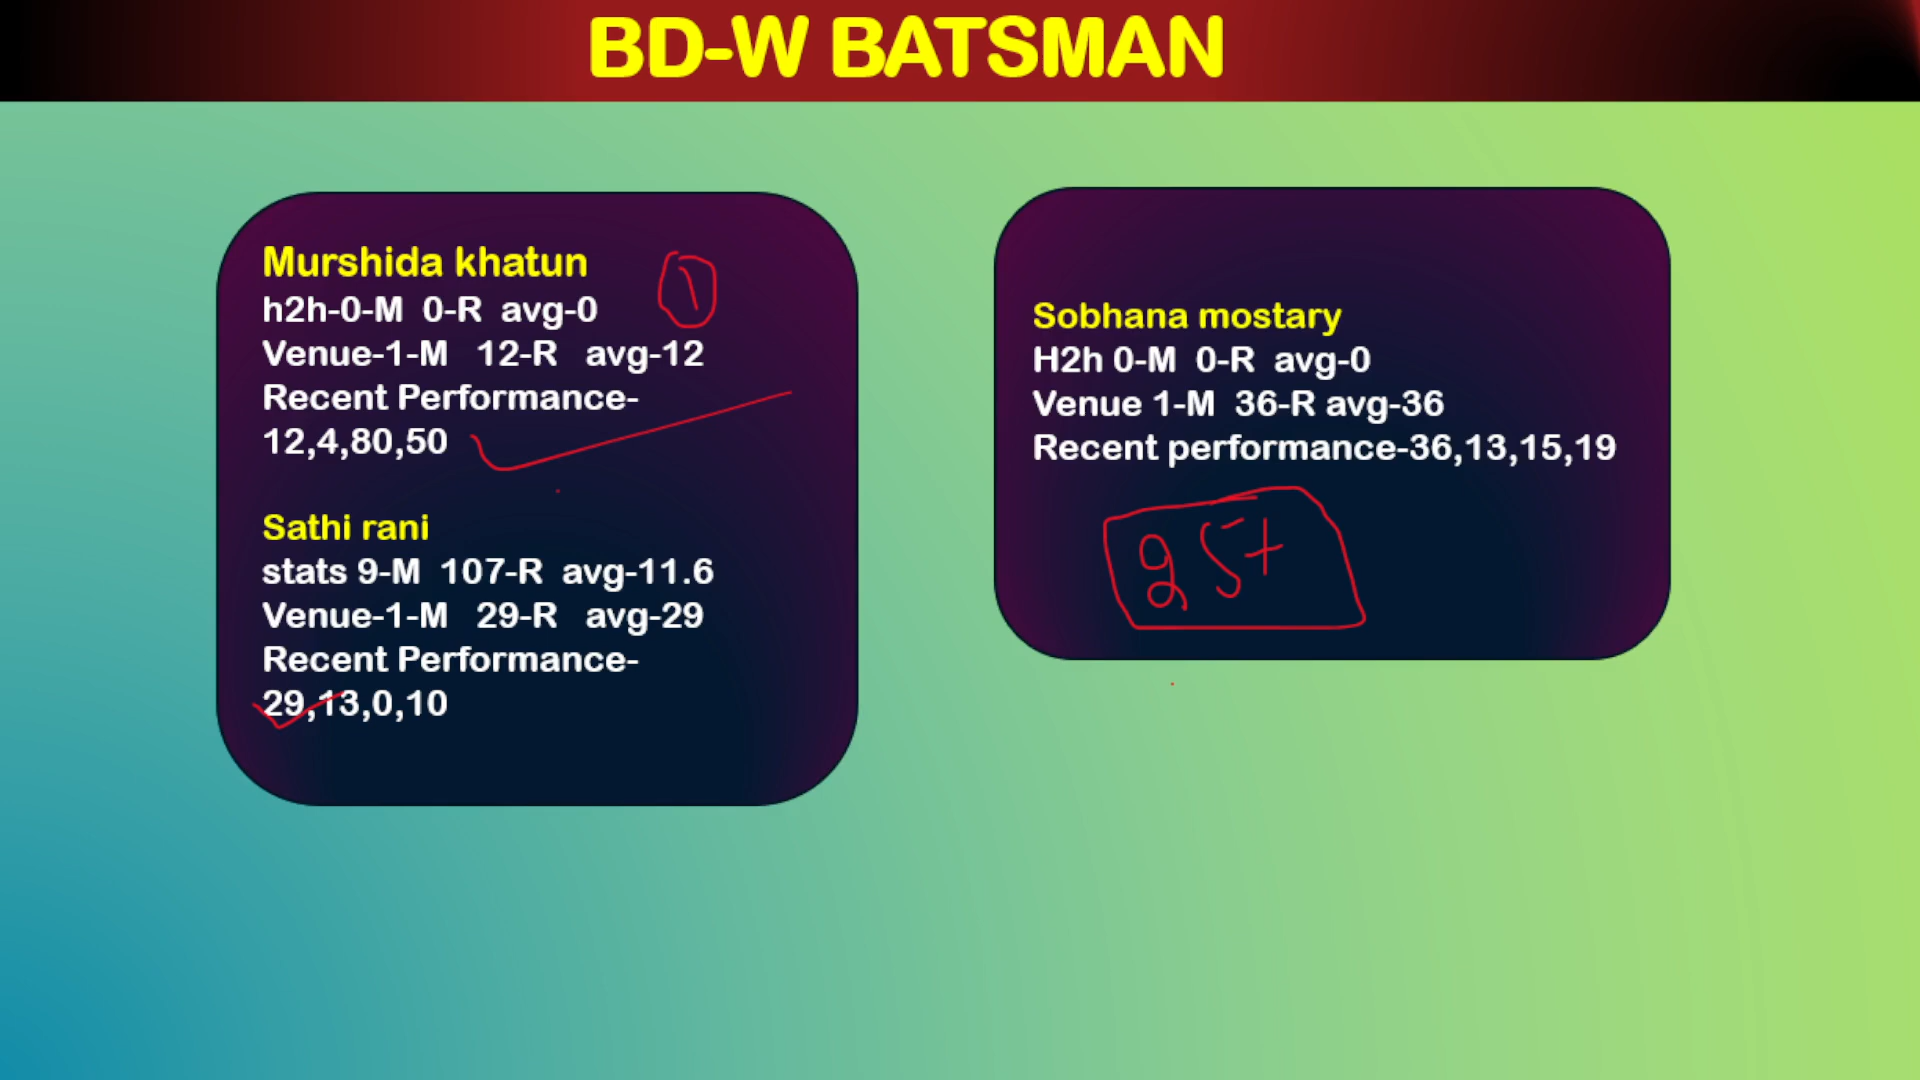 BD-W BATSMAN
Murshida khatun
h2h-0-M 0-R avg-0
1
Venue-1-M 12-R avg-12
Recent Performance-
12,4,80,50
Sathi rani
stats 9-M 107-R avg-11.6
Venue-1-M 29-R avg-29
Recent Performance-
29,13,0,10
Sobhana mostary
H2h 0-M 0-R avg-0
Venue 1-M 36-R avg-36
Recent performance-36,13,15,19
25+